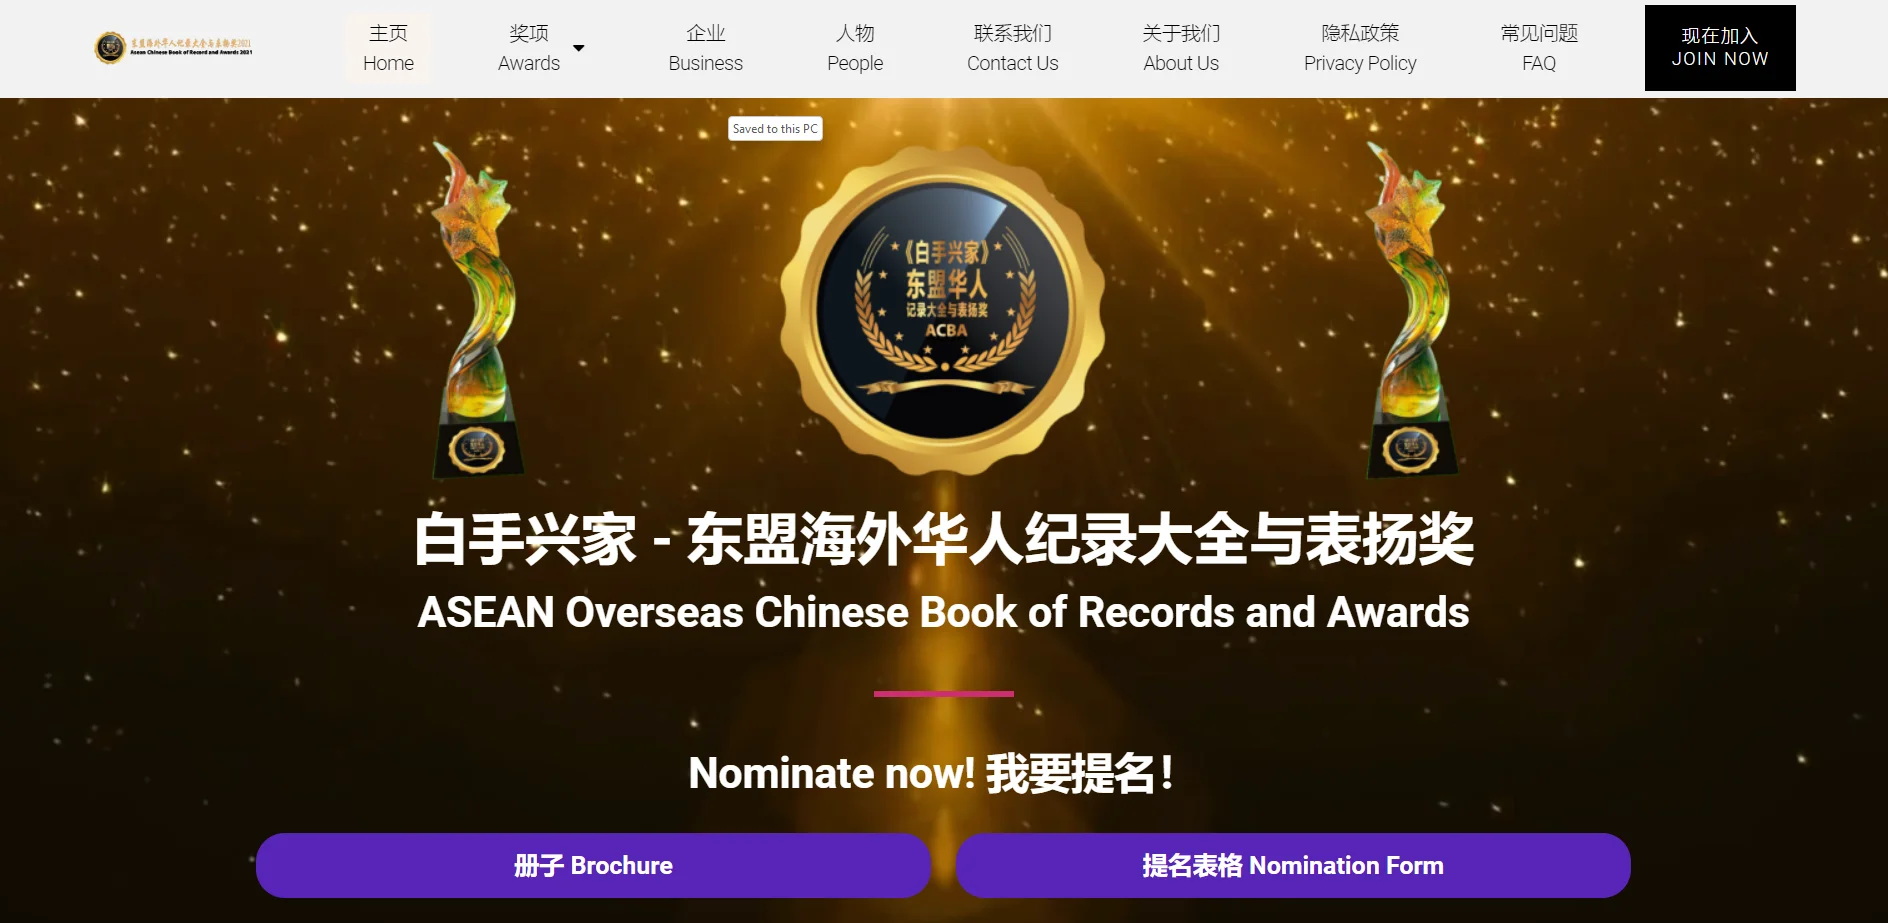 东盟海外华人纪录大全与表扬奖2021
Asean Chinese Book of Record and Awards 2021
主页
Home
奖项
Awards
企业
Business
人物
People
联系我们
Contact Us
关于我们
About Us
隐私政策
Privacy Policy
常见问题
FAQ
现在加入
JOIN NOW
Saved to this PC
《白手兴家》
东盟华人
记录大全与表扬奖
ACBA
白手兴家 - 东盟海外华人纪录大全与表扬奖
ASEAN Overseas Chinese Book of Records and Awards
Nominate now! 我要提名！
册子 Brochure
提名表格 Nomination Form